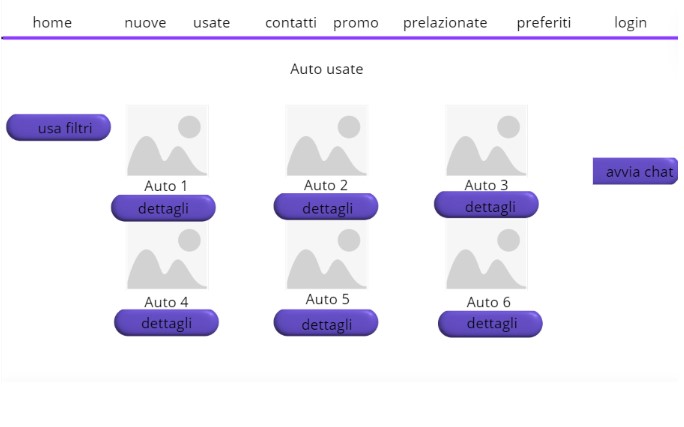 home nuove usate contatti promo prelazionate preferiti login
Auto usate
usa filtri
avvia chat
Auto 1 Auto 2 Auto 3
dettagli dettagli dettagli
Auto 4 Auto 5 Auto 6
dettagli dettagli dettagli